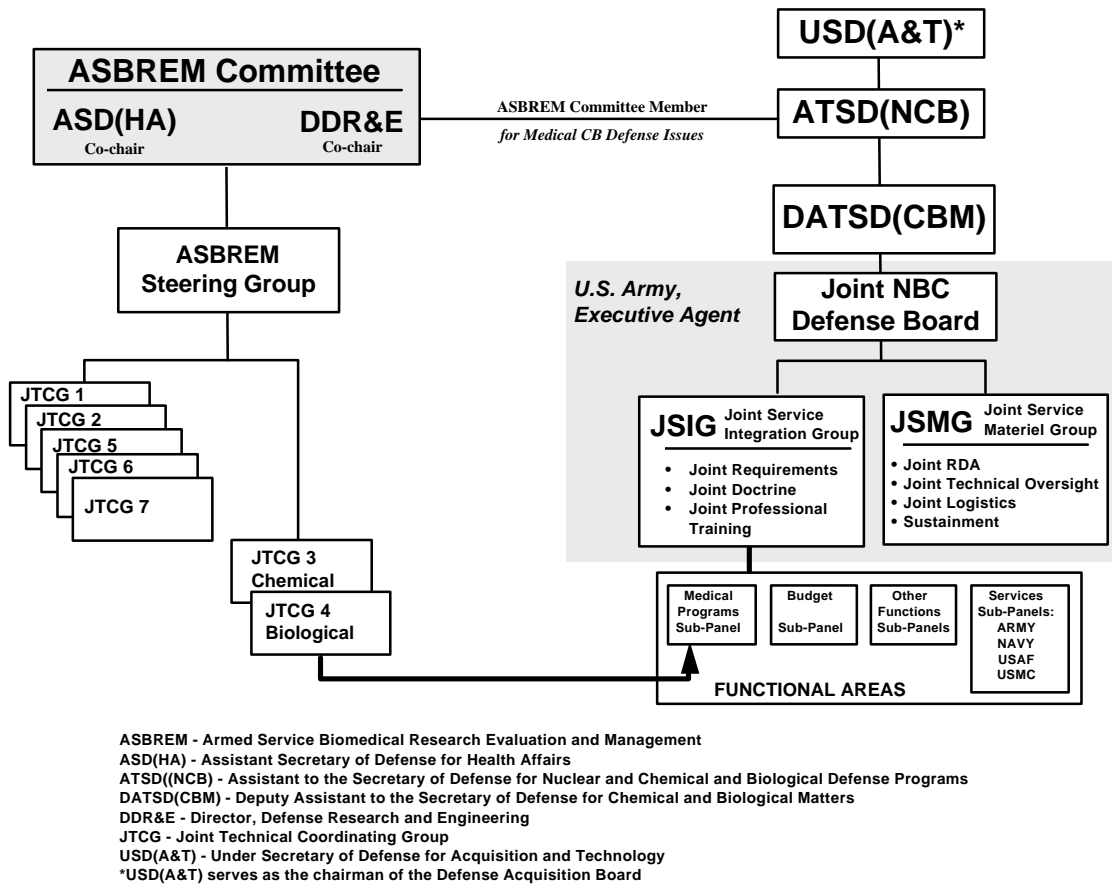 USD(A&T)*
ASBREM Committee
ASD(HA)
Co-chair
DDR&E
Co-chair
ASBREM Committee Member
for Medical CB Defense Issues
ATSD(NCB)
DATSD(CBM)
ASBREM
Steering Group
U.S. Army,
Executive Agent
Joint NBC
Defense Board
JTCG 1
JTCG 2
JTCG 5
JTCG 6
JTCG 7
JTCG 3
Chemical
JTCG 4
Biological
JSIG Joint Service
Integration Group
• Joint Requirements
• Joint Doctrine
• Joint Professional
Training
JSMG Joint Service
Materiel Group
• Joint RDA
• Joint Technical Oversight
• Joint Logistics
• Sustainment
Medical
Programs
Sub-Panel
Budget
Sub-Panel
Other
Functions
Sub-Panels
Services
Sub-Panels:
ARMY
NAVY
USAF
USMC
FUNCTIONAL AREAS
ASBREM - Armed Service Biomedical Research Evaluation and Management
ASD(HA) - Assistant Secretary of Defense for Health Affairs
ATSD((NCB) - Assistant to the Secretary of Defense for Nuclear and Chemical and Biological Defense Programs
DATSD(CBM) - Deputy Assistant to the Secretary of Defense for Chemical and Biological Matters
DDR&E - Director, Defense Research and Engineering
JTCG - Joint Technical Coordinating Group
USD(A&T) - Under Secretary of Defense for Acquisition and Technology
*USD(A&T) serves as the chairman of the Defense Acquisition Board